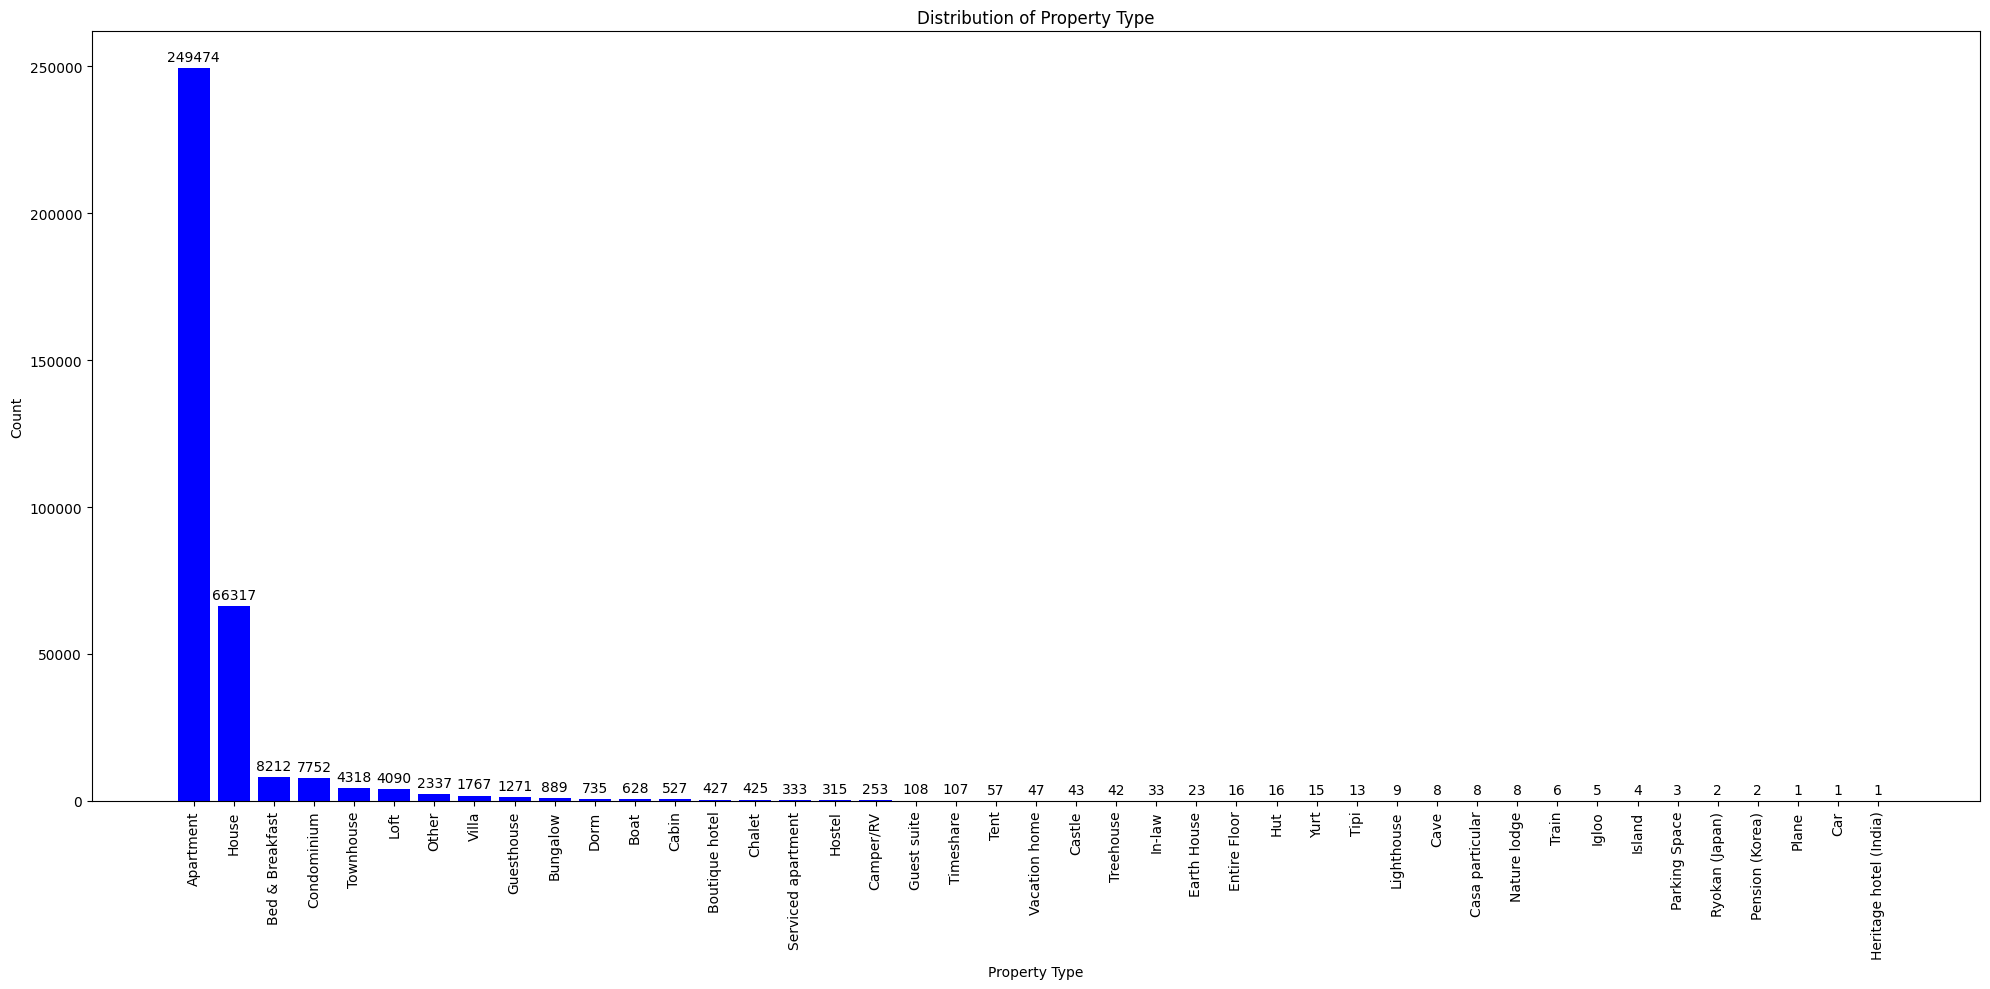 Distribution of Property Type
Count
250000
200000
150000
100000
50000
0
249474
66317
8212
7752
4318
4090
2337
1767
1271
889
735
628
527
427
425
333
315
253
108
107
57
47
43
42
33
23
16
16
15
13
9
8
8
8
6
5
4
3
2
2
1
1
1
Apartment
House
Bed & Breakfast
Condominium
Townhouse
Loft
Other
Villa
Guesthouse
Bungalow
Dorm
Boat
Cabin
Boutique hotel
Chalet
Serviced apartment
Hostel
Camper/RV
Guest suite
Timeshare
Tent
Vacation home
Castle
Treehouse
In-law
Earth House
Entire Floor
Hut
Yurt
Tipi
Lighthouse
Cave
Casa particular
Nature lodge
Train
Igloo
Island
Parking Space
Ryokan (Japan)
Pension (Korea)
Plane
Car
Heritage hotel (India)
Property Type